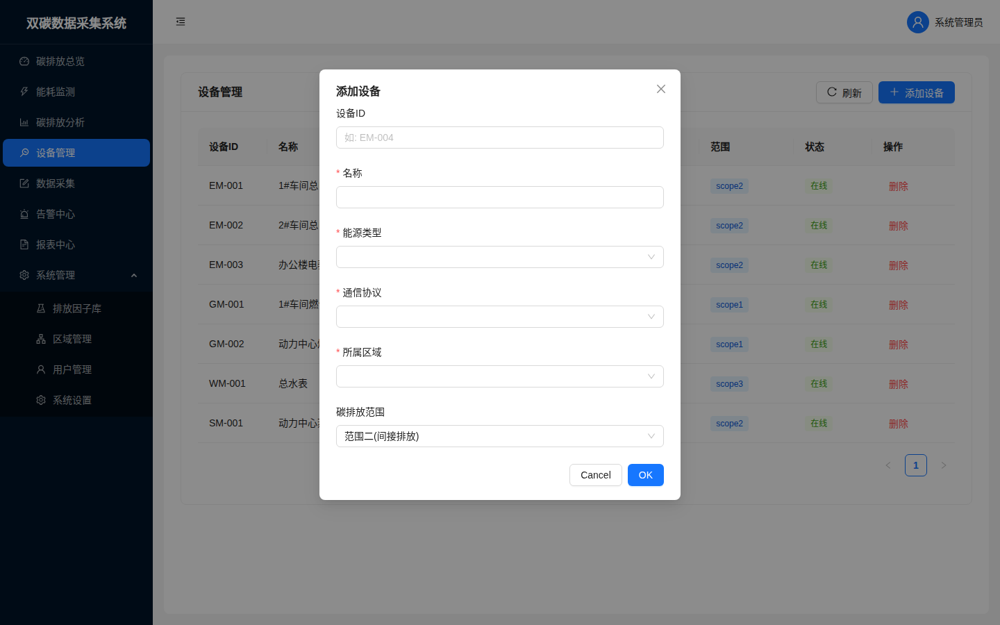 双碳数据采集系统
碳排放总览
能耗监测
碳排放分析
设备管理
数据采集
告警中心
报表中心
系统管理
排放因子库
区域管理
用户管理
系统设置
系统管理员
设备管理
刷新
添加设备
设备ID 名称 范围 状态 操作
EM-001 1#车间总 scope2 在线 删除
EM-002 2#车间总 scope2 在线 删除
EM-003 办公楼电 scope2 在线 删除
GM-001 1#车间燃 scope1 在线 删除
GM-002 动力中心 scope1 在线 删除
WM-001 总水表 scope3 在线 删除
SM-001 动力中心 scope2 在线 删除
1
添加设备
设备ID
如: EM-004
* 名称
* 能源类型
* 通信协议
* 所属区域
碳排放范围
范围二(间接排放)
Cancel OK